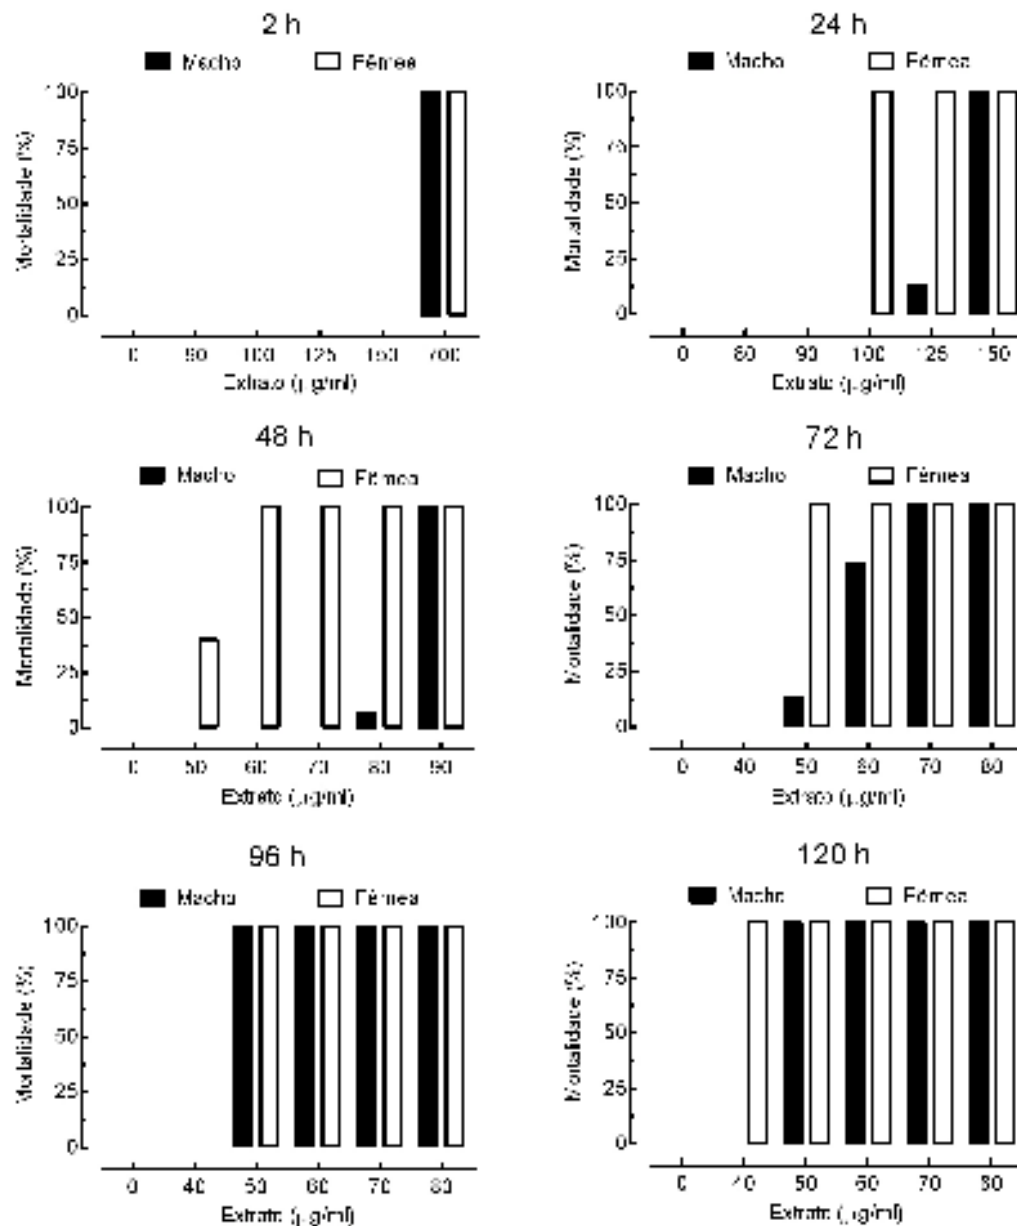 2 h
Macho Fêmea
Mortalidade (%)
100
75
50
25
0
0 90 100 125 150 700
Extrato (µg/ml)
24 h
Macho Fêmea
Mortalidade (%)
100
75
50
25
0
0 80 90 100 125 150
Extrato (µg/ml)
48 h
Macho Fêmea
Mortalidade (%)
100
75
50
25
0
0 50 60 70 80 90
Extrato (µg/ml)
72 h
Macho Fêmea
Mortalidade (%)
100
75
50
25
0
0 40 50 60 70 80
Extrato (µg/ml)
96 h
Macho Fêmea
Mortalidade (%)
100
75
50
25
0
0 40 50 60 70 80
Extrato (µg/ml)
120 h
Macho Fêmea
Mortalidade (%)
100
75
50
25
0
0 40 50 60 70 80
Extrato (µg/ml)